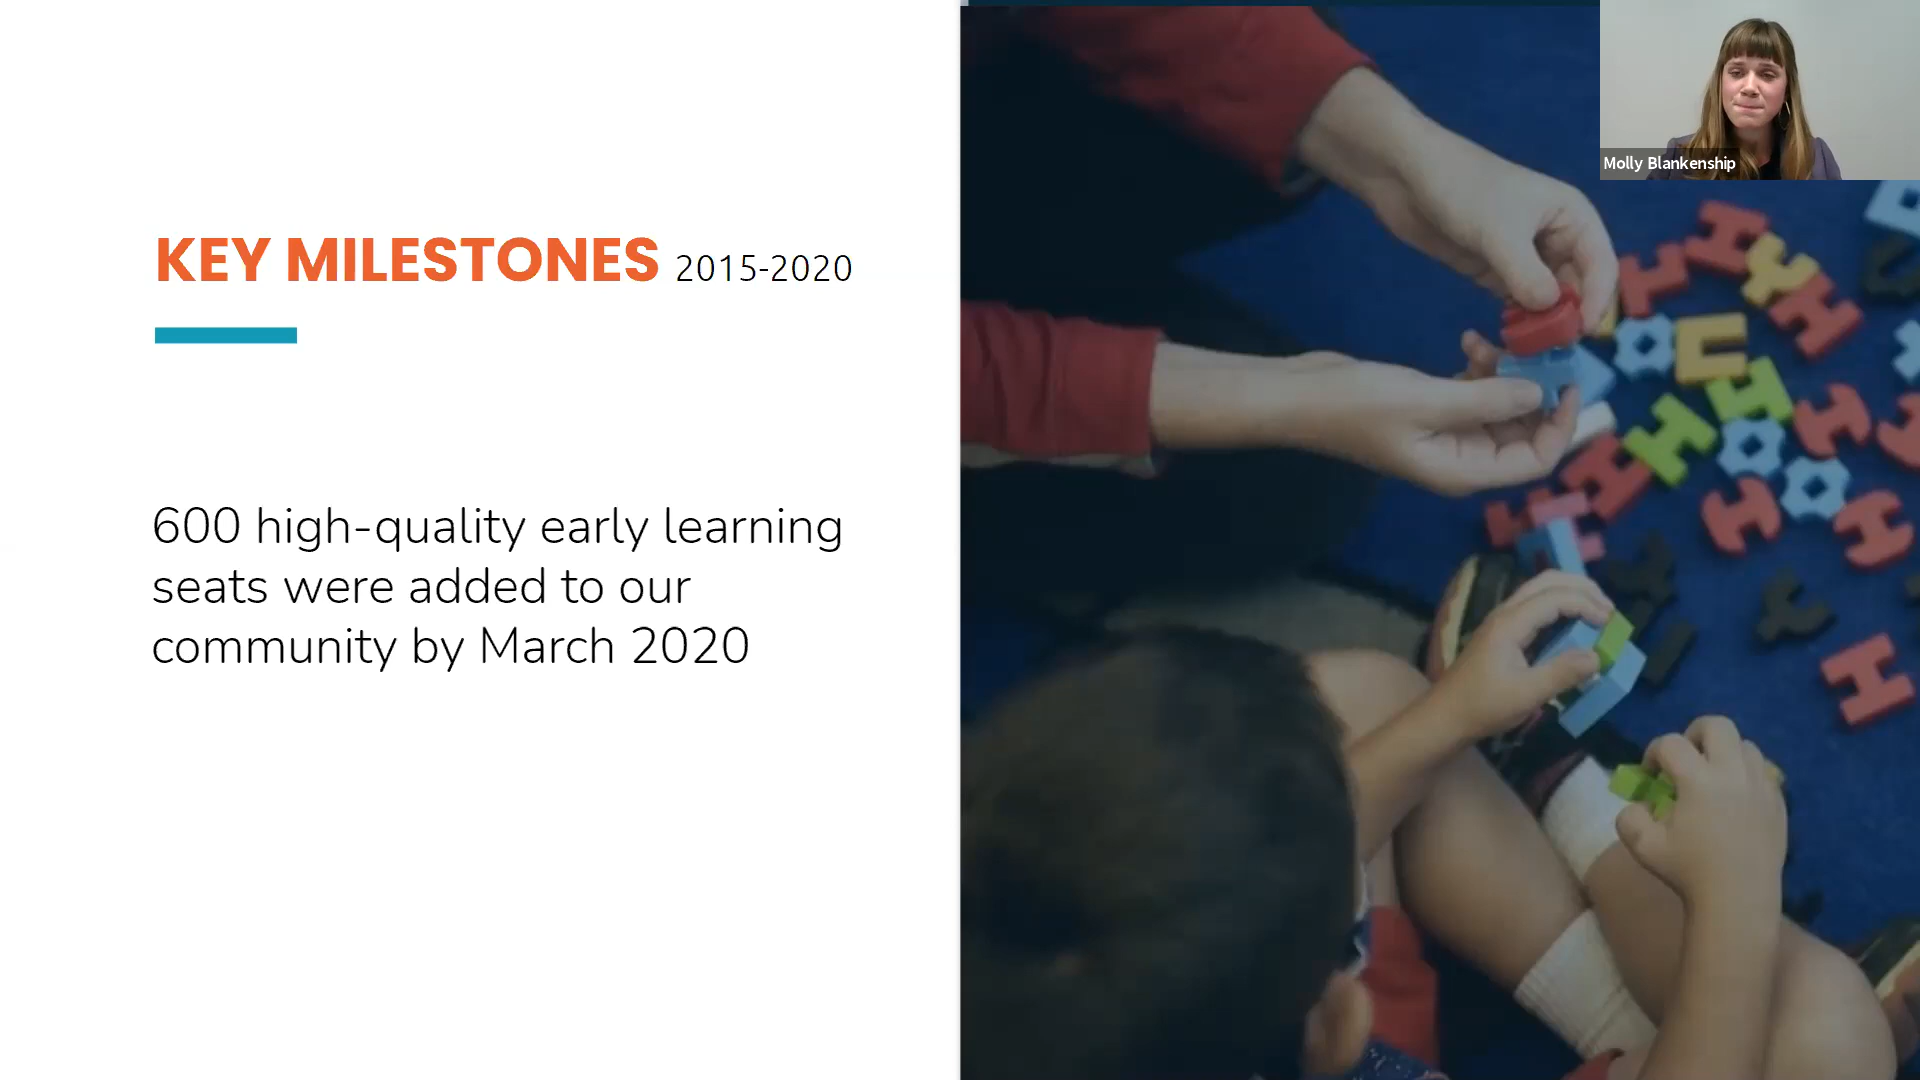 KEY MILESTONES 2015-2020
600 high-quality early learning
seats were added to our
community by March 2020
Molly Blankenship